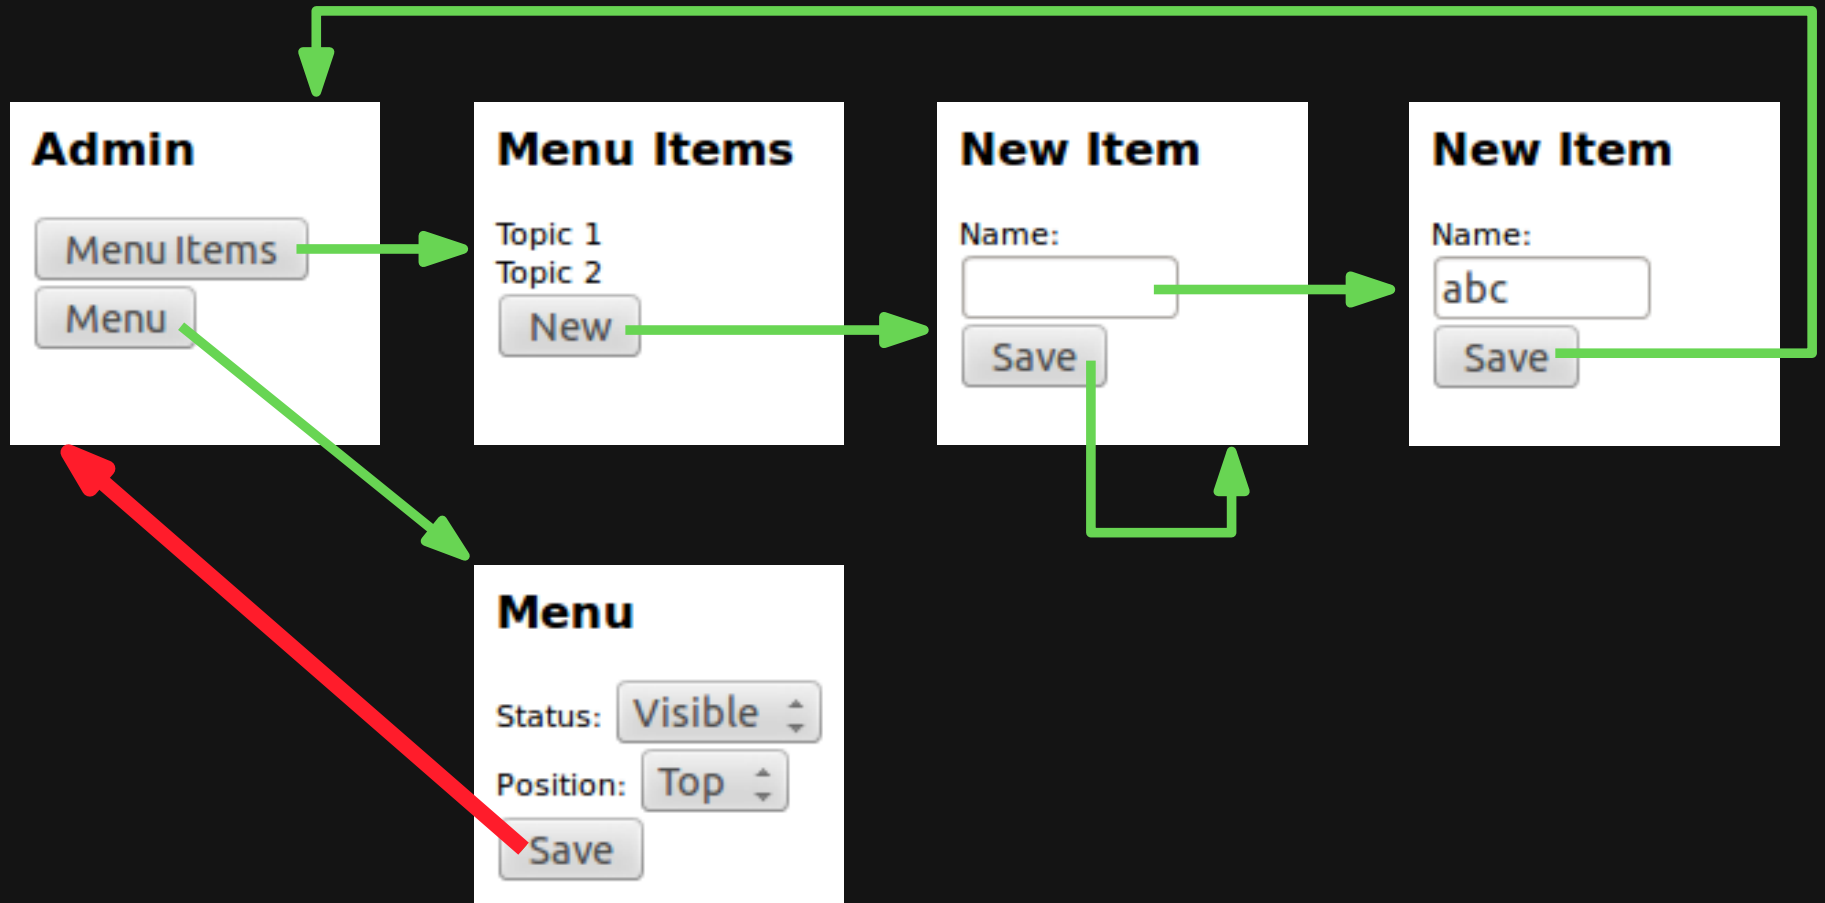 Admin
Menu Items
Menu
Menu Items
Topic 1
Topic 2
New
New Item
Name:
Save
New Item
Name:
abc
Save
Menu
Status: Visible
Position: Top
Save